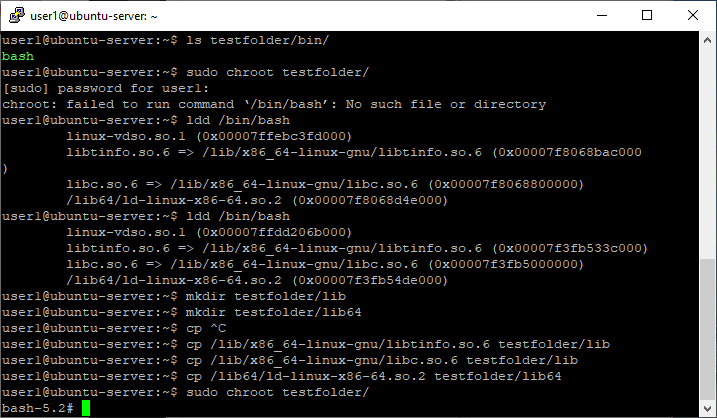 user1@ubuntu-server: ~
user1@ubuntu-server:~$ ls testfolder/bin/
bash
user1@ubuntu-server:~$ sudo chroot testfolder/
[sudo] password for user1:
chroot: failed to run command ‘/bin/bash’: No such file or directory
user1@ubuntu-server:~$ ldd /bin/bash
        linux-vdso.so.1 (0x00007ffebc3fd000)
        libtinfo.so.6 => /lib/x86_64-linux-gnu/libtinfo.so.6 (0x00007f8068bac000
)
        libc.so.6 => /lib/x86_64-linux-gnu/libc.so.6 (0x00007f8068800000)
        /lib64/ld-linux-x86-64.so.2 (0x00007f8068d4e000)
user1@ubuntu-server:~$ ldd /bin/bash
        linux-vdso.so.1 (0x00007ffdd206b000)
        libtinfo.so.6 => /lib/x86_64-linux-gnu/libtinfo.so.6 (0x00007f3fb533c000)
        libc.so.6 => /lib/x86_64-linux-gnu/libc.so.6 (0x00007f3fb5000000)
        /lib64/ld-linux-x86-64.so.2 (0x00007f3fb54de000)
user1@ubuntu-server:~$ mkdir testfolder/lib
user1@ubuntu-server:~$ mkdir testfolder/lib64
user1@ubuntu-server:~$ cp ^C
user1@ubuntu-server:~$ cp /lib/x86_64-linux-gnu/libtinfo.so.6 testfolder/lib
user1@ubuntu-server:~$ cp /lib/x86_64-linux-gnu/libc.so.6 testfolder/lib
user1@ubuntu-server:~$ cp /lib64/ld-linux-x86-64.so.2 testfolder/lib64
user1@ubuntu-server:~$ sudo chroot testfolder/
bash-5.2#